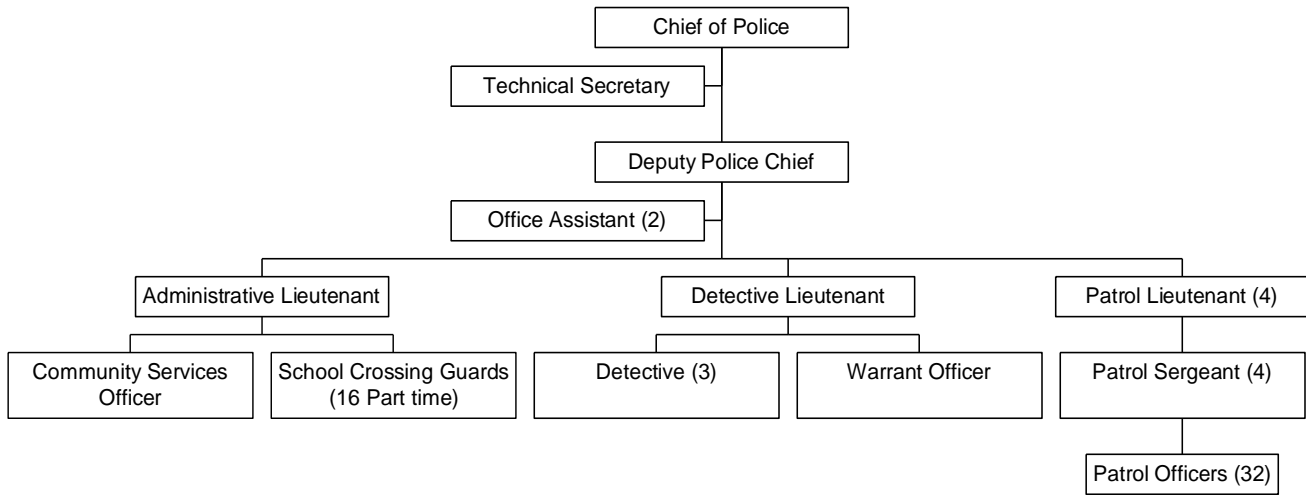 Chief of Police
Technical Secretary
Deputy Police Chief
Office Assistant (2)
Administrative Lieutenant
Detective Lieutenant
Patrol Lieutenant (4)
Community Services
Officer
School Crossing Guards
(16 Part time)
Detective (3)
Warrant Officer
Patrol Sergeant (4)
Patrol Officers (32)